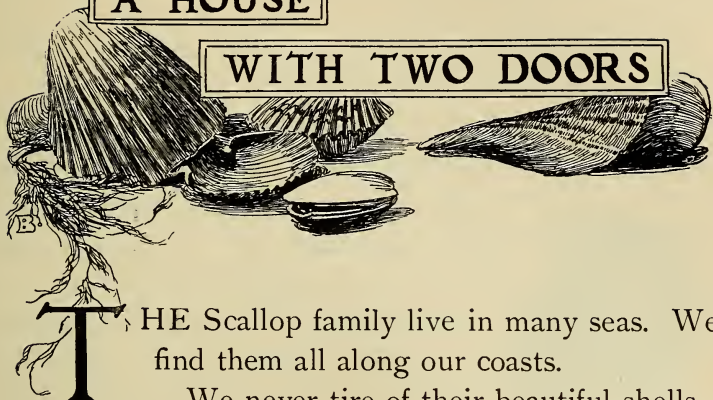 A HOUSE
WITH TWO DOORS
B
THE Scallop family live in many seas. We
find them all along our coasts.
We never tire of their beautiful shells